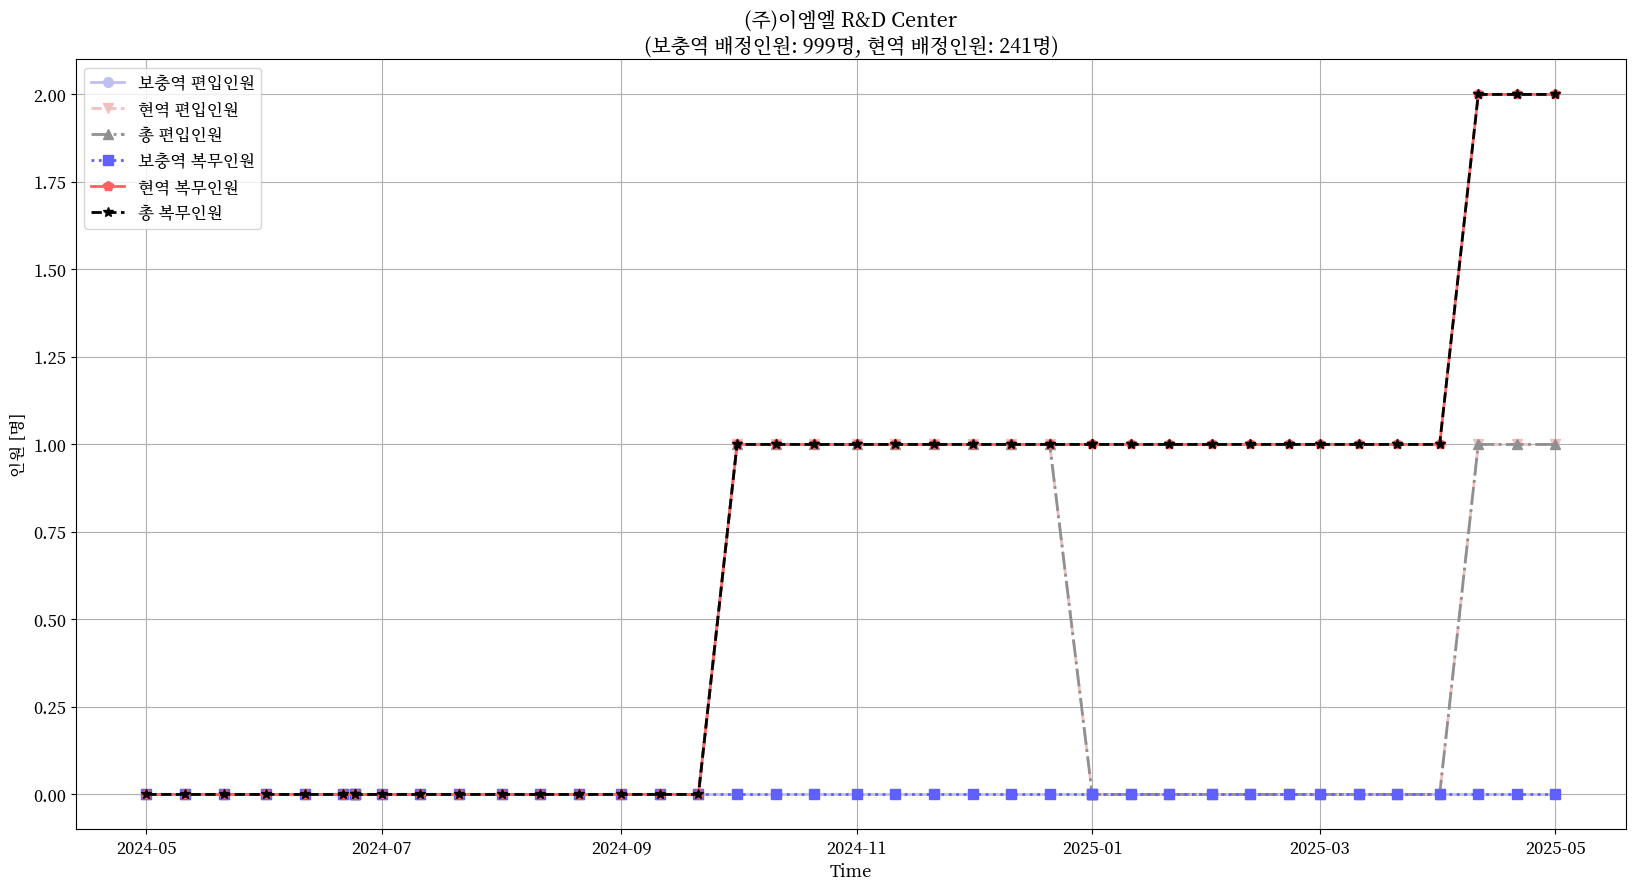 (주)이엠엘 R&D Center
(보충역 배정인원: 999명, 현역 배정인원: 241명)
보충역 편입인원
현역 편입인원
총 편입인원
보충역 복무인원
현역 복무인원
총 복무인원
2.00
1.75
1.50
1.25
1.00
0.75
0.50
0.25
0.00
인원 [명]
2024-05 2024-07 2024-09 2024-11 2025-01 2025-03 2025-05
Time